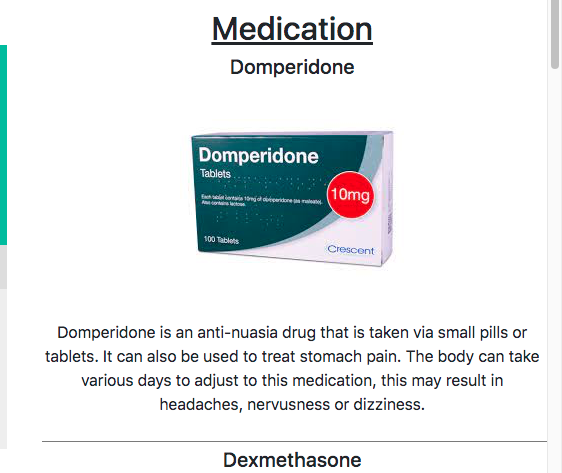 Medication
Domperidone
Domperidone
Tablets
Each tablet contains 10mg of domperidone (as maleate).
Also contains lactose.
10mg
100 Tablets
Crescent
Domperidone is an anti-nuasia drug that is taken via small pills or
tablets. It can also be used to treat stomach pain. The body can take
various days to adjust to this medication, this may result in
headaches, nervusness or dizziness.
Dexmethasone